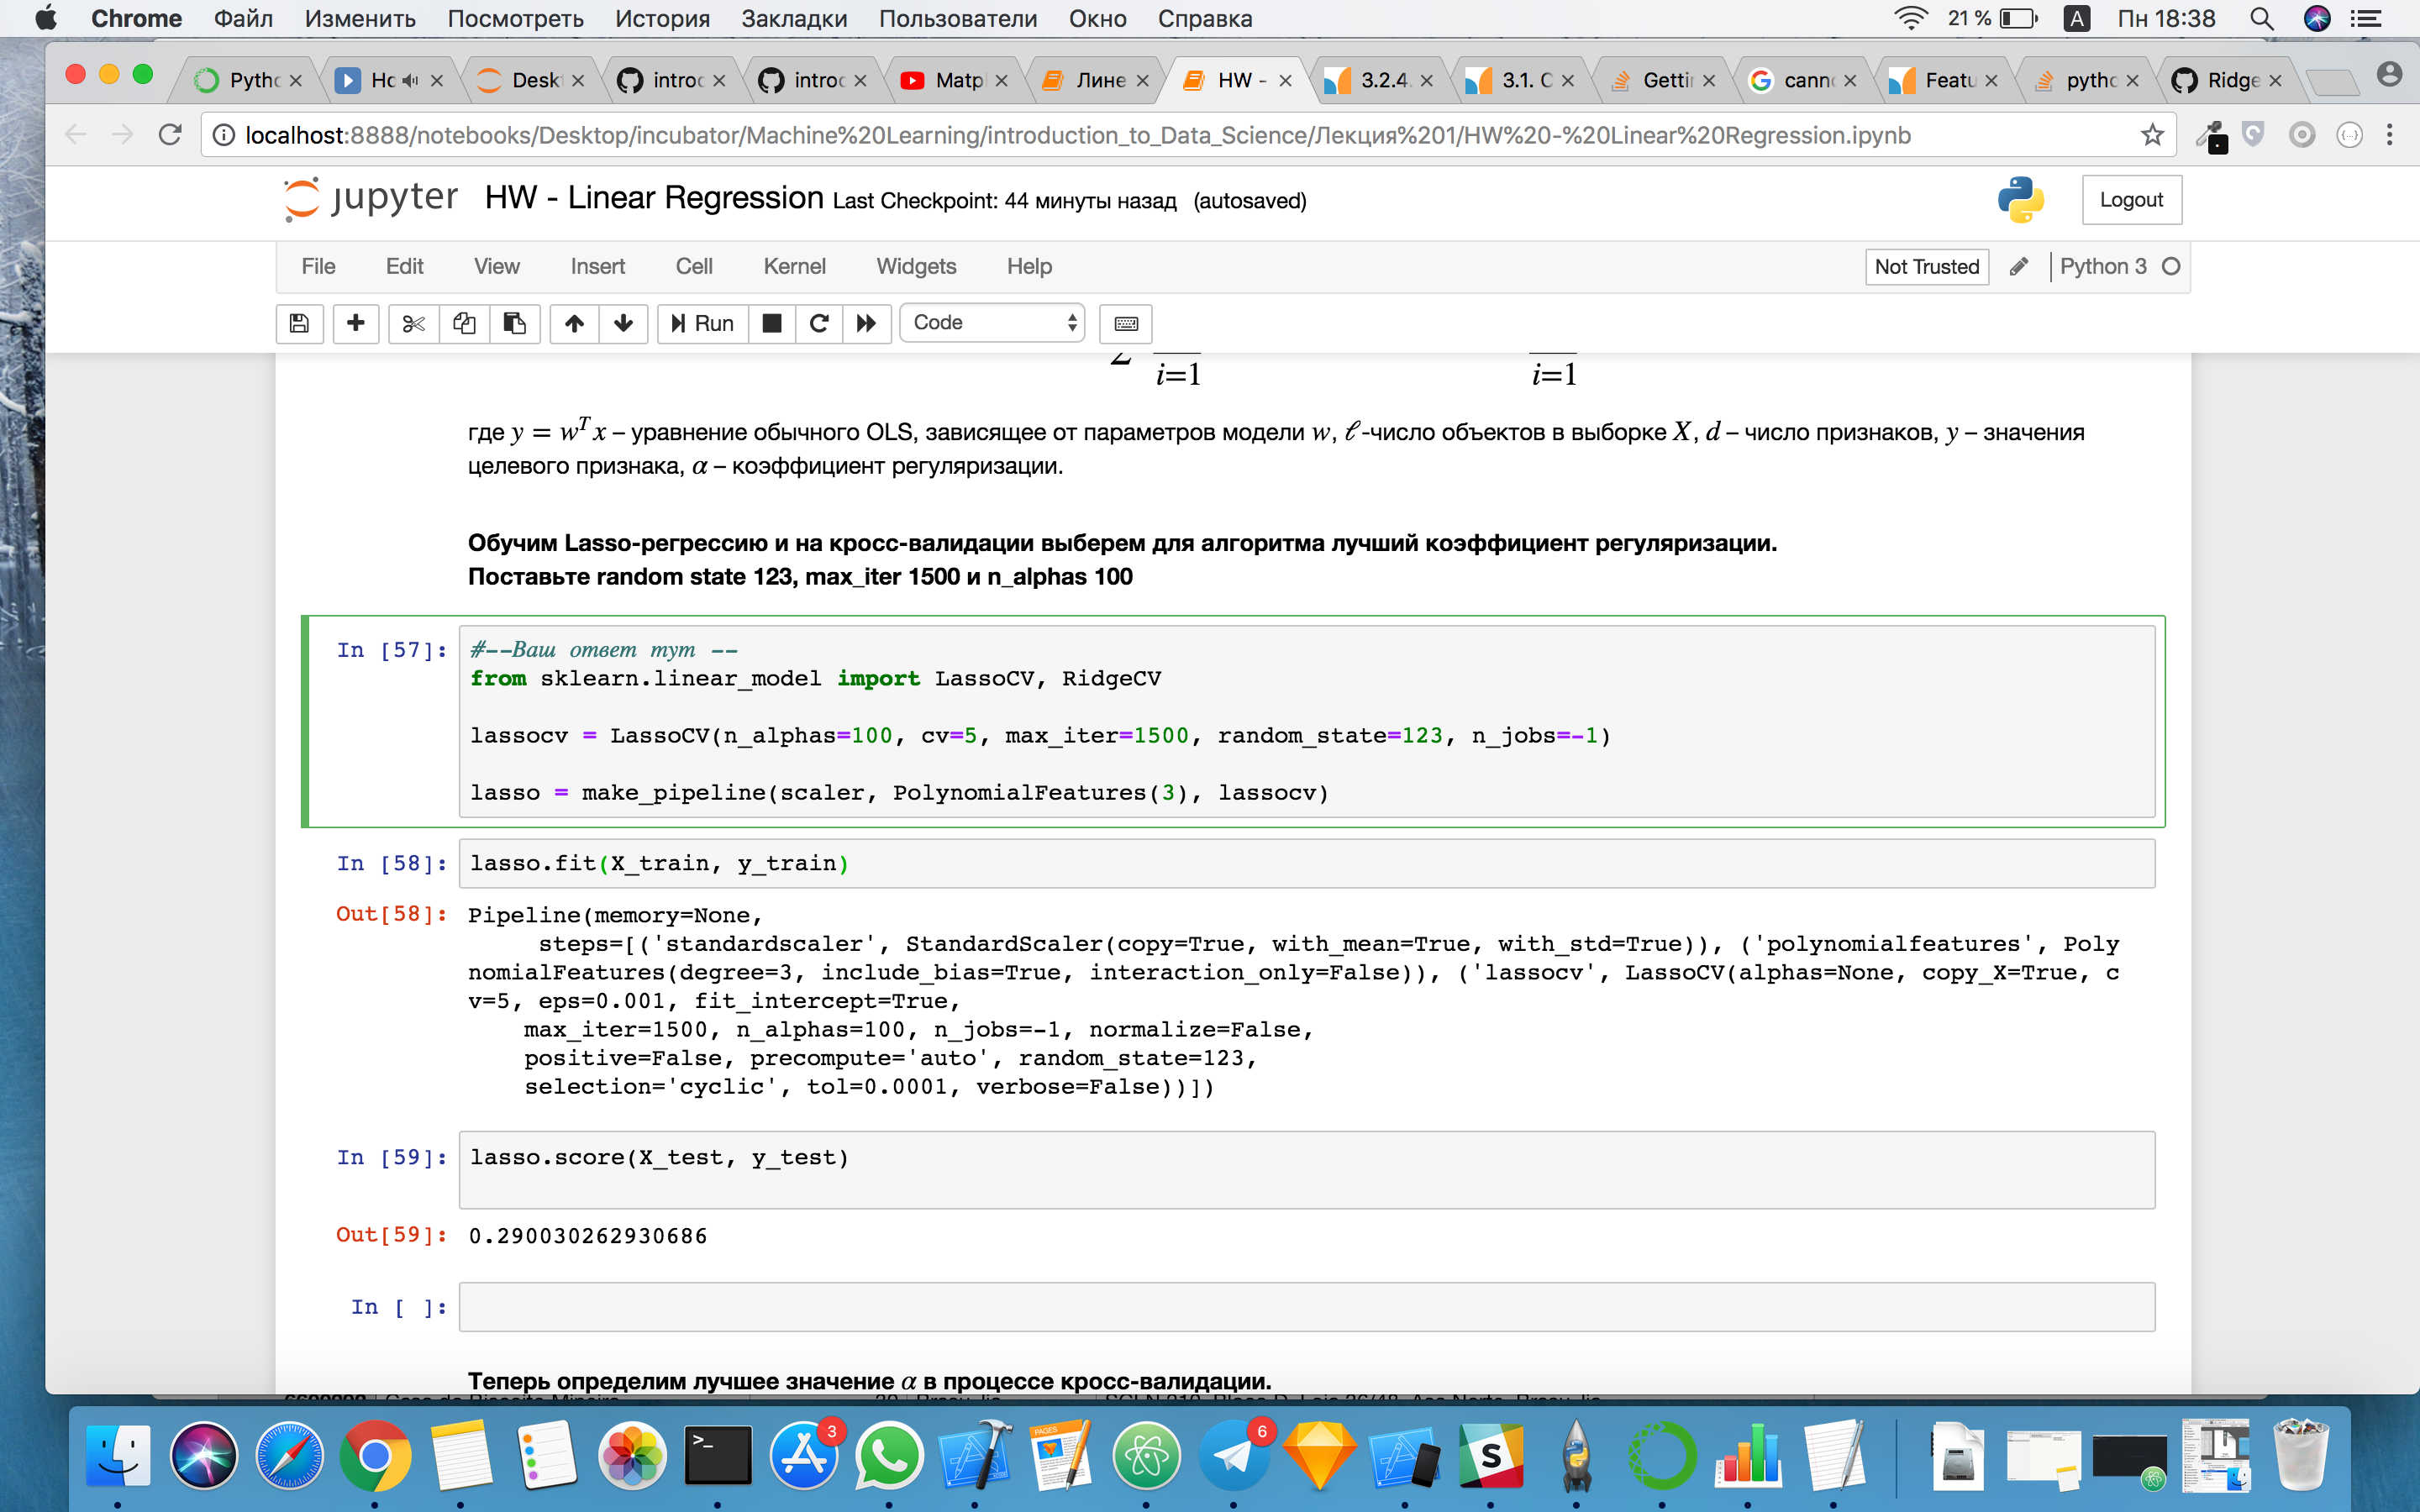 Chrome Файл Изменить Посмотреть История Закладки Пользователи Окно Справка 21 % A Пн 18:38
Pytho Но Desk introd introd Matpl Лине HW - 3.2.4. 3.1. C Gettin canno Featu pytho Ridge
localhost:8888/notebooks/Desktop/incubator/Machine%20Learning/introduction_to_Data_Science/Лекция%201/HW%20-%20Linear%20Regression.ipynb
jupyter HW - Linear Regression Last Checkpoint: 44 минуты назад (autosaved) Logout
File Edit View Insert Cell Kernel Widgets Help Not Trusted Python 3
Run Code
2 i=1 i=1
где y = wᵀx – уравнение обычного OLS, зависящее от параметров модели w, ℓ-число объектов в выборке X, d – число признаков, y – значения
целевого признака, α – коэффициент регуляризации.
Обучим Lasso-регрессию и на кросс-валидации выберем для алгоритма лучший коэффициент регуляризации.
Поставьте random state 123, max_iter 1500 и n_alphas 100
In [57]: #--Ваш ответ тут --
from sklearn.linear_model import LassoCV, RidgeCV
lassocv = LassoCV(n_alphas=100, cv=5, max_iter=1500, random_state=123, n_jobs=-1)
lasso = make_pipeline(scaler, PolynomialFeatures(3), lassocv)
In [58]: lasso.fit(X_train, y_train)
Out[58]: Pipeline(memory=None,
steps=[('standardscaler', StandardScaler(copy=True, with_mean=True, with_std=True)), ('polynomialfeatures', Poly
nomialFeatures(degree=3, include_bias=True, interaction_only=False)), ('lassocv', LassoCV(alphas=None, copy_X=True, c
v=5, eps=0.001, fit_intercept=True,
max_iter=1500, n_alphas=100, n_jobs=-1, normalize=False,
positive=False, precompute='auto', random_state=123,
selection='cyclic', tol=0.0001, verbose=False))])
In [59]: lasso.score(X_test, y_test)
Out[59]: 0.290030262930686
In [ ]:
Теперь определим лучшее значение α в процессе кросс-валидации.
>_ 3 PAGES 6 S